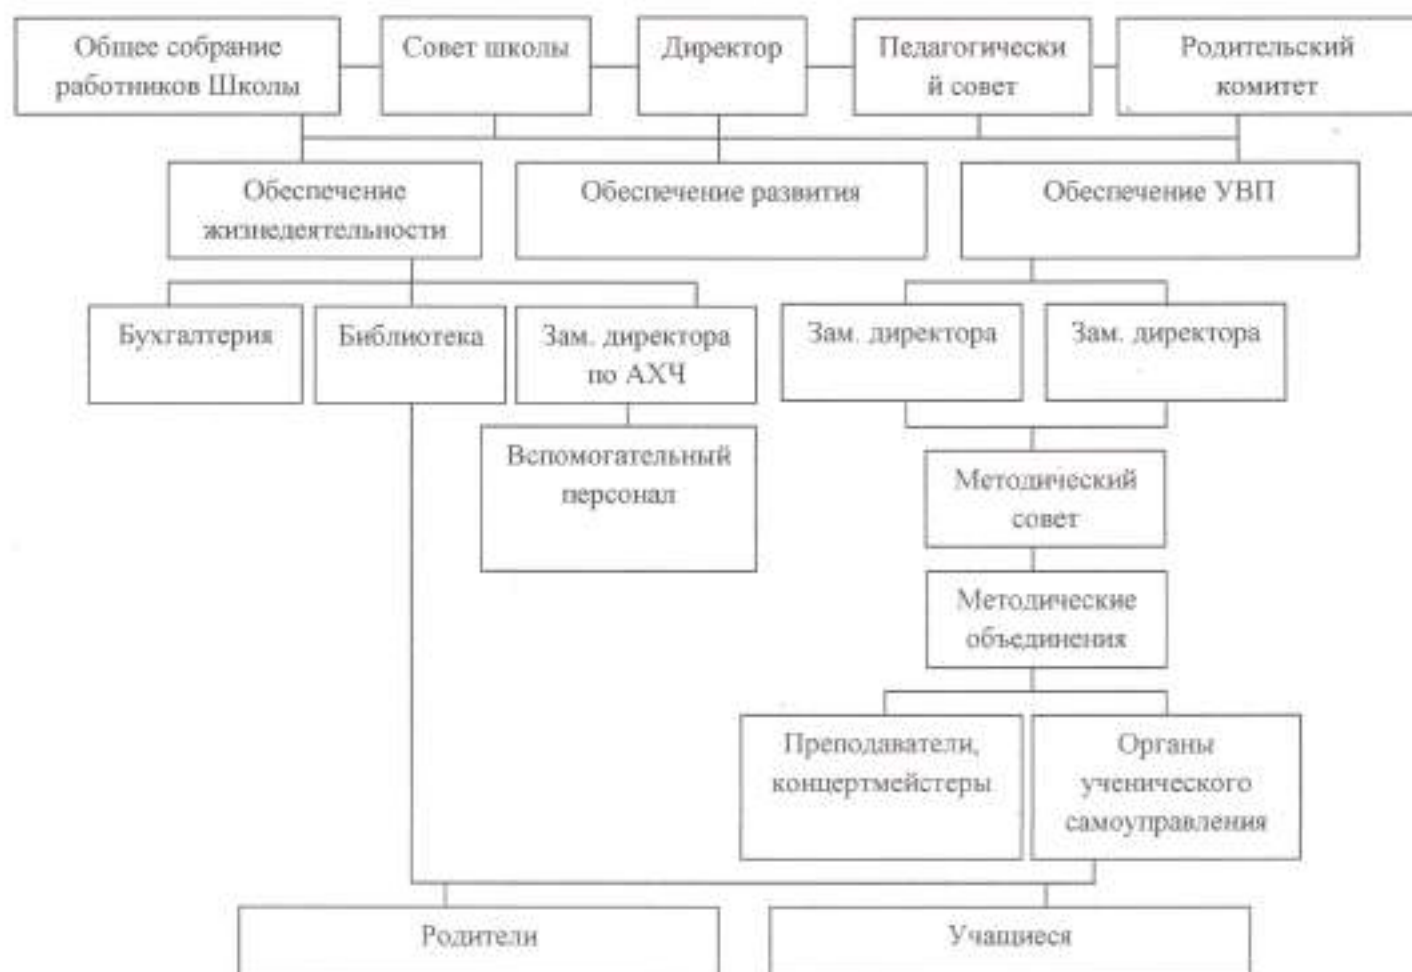 Общее собрание
работников Школы
Совет школы
Директор
Педагогически
й совет
Родительский
комитет
Обеспечение
жизнедеятельности
Обеспечение развития
Обеспечение УВП
Бухгалтерия
Библиотека
Зам. директора
по АХЧ
Зам. директора
Зам. директора
Вспомогательный
персонал
Методический
совет
Методические
объединения
Преподаватели,
концертмейстеры
Органы
ученического
самоуправления
Родители
Учащиеся